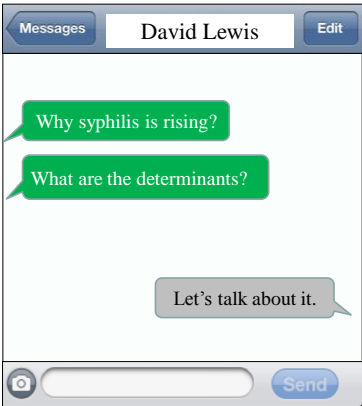 Messages
David Lewis
Edit
Why syphilis is rising?
What are the determinants?
Let's talk about it.
Send